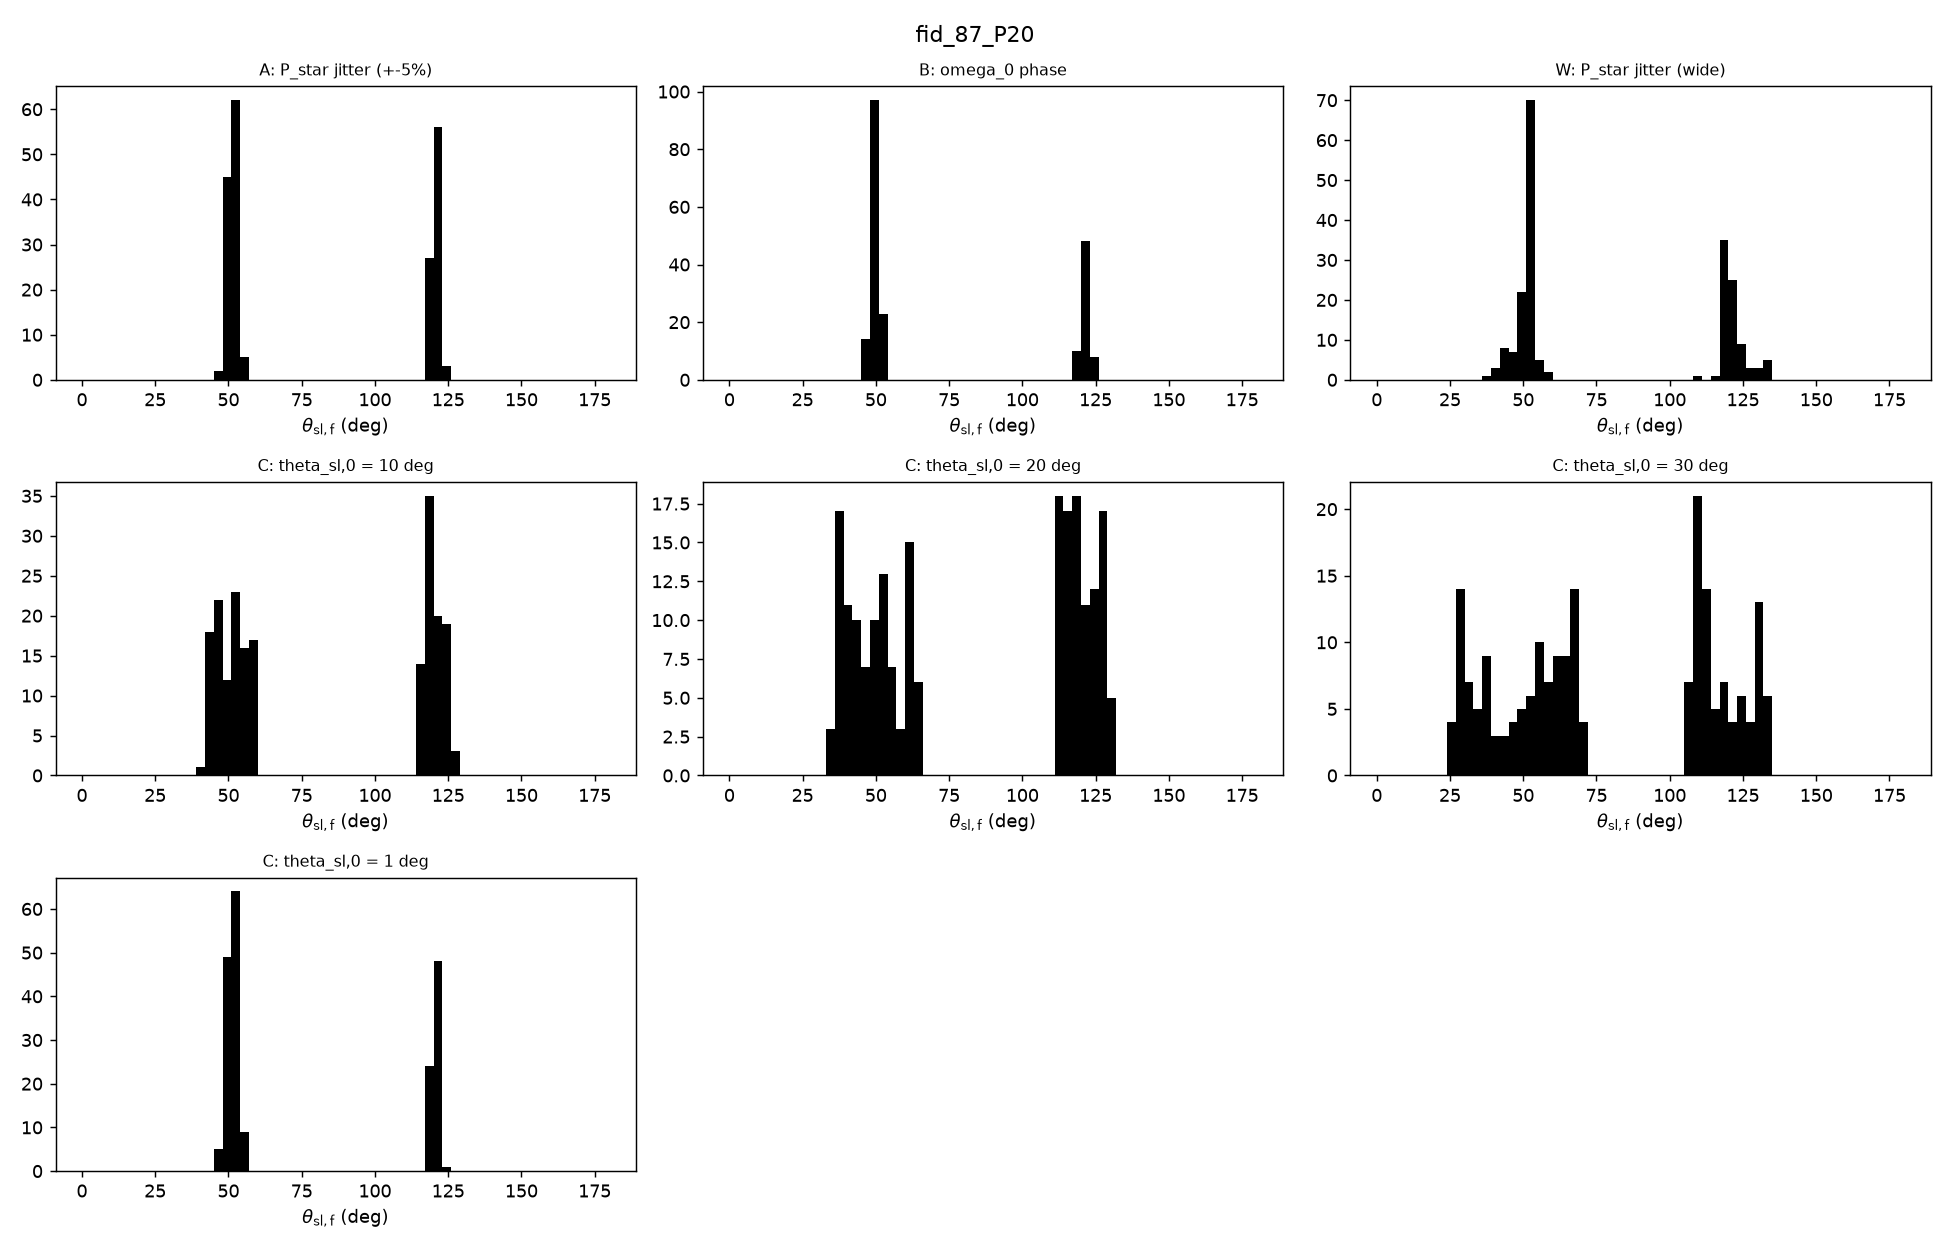 fid_87_P20
A: P_star jitter (+-5%)
B: omega_0 phase
W: P_star jitter (wide)
60
50
40
30
20
10
0
0 25 50 75 100 125 150 175
θsl, f (deg)
100
80
60
40
20
0
0 25 50 75 100 125 150 175
θsl, f (deg)
70
60
50
40
30
20
10
0
0 25 50 75 100 125 150 175
θsl, f (deg)
C: theta_sl,0 = 10 deg
C: theta_sl,0 = 20 deg
C: theta_sl,0 = 30 deg
35
30
25
20
15
10
5
0
0 25 50 75 100 125 150 175
θsl, f (deg)
17.5
15.0
12.5
10.0
7.5
5.0
2.5
0.0
0 25 50 75 100 125 150 175
θsl, f (deg)
20
15
10
5
0
0 25 50 75 100 125 150 175
θsl, f (deg)
C: theta_sl,0 = 1 deg
60
50
40
30
20
10
0
0 25 50 75 100 125 150 175
θsl, f (deg)